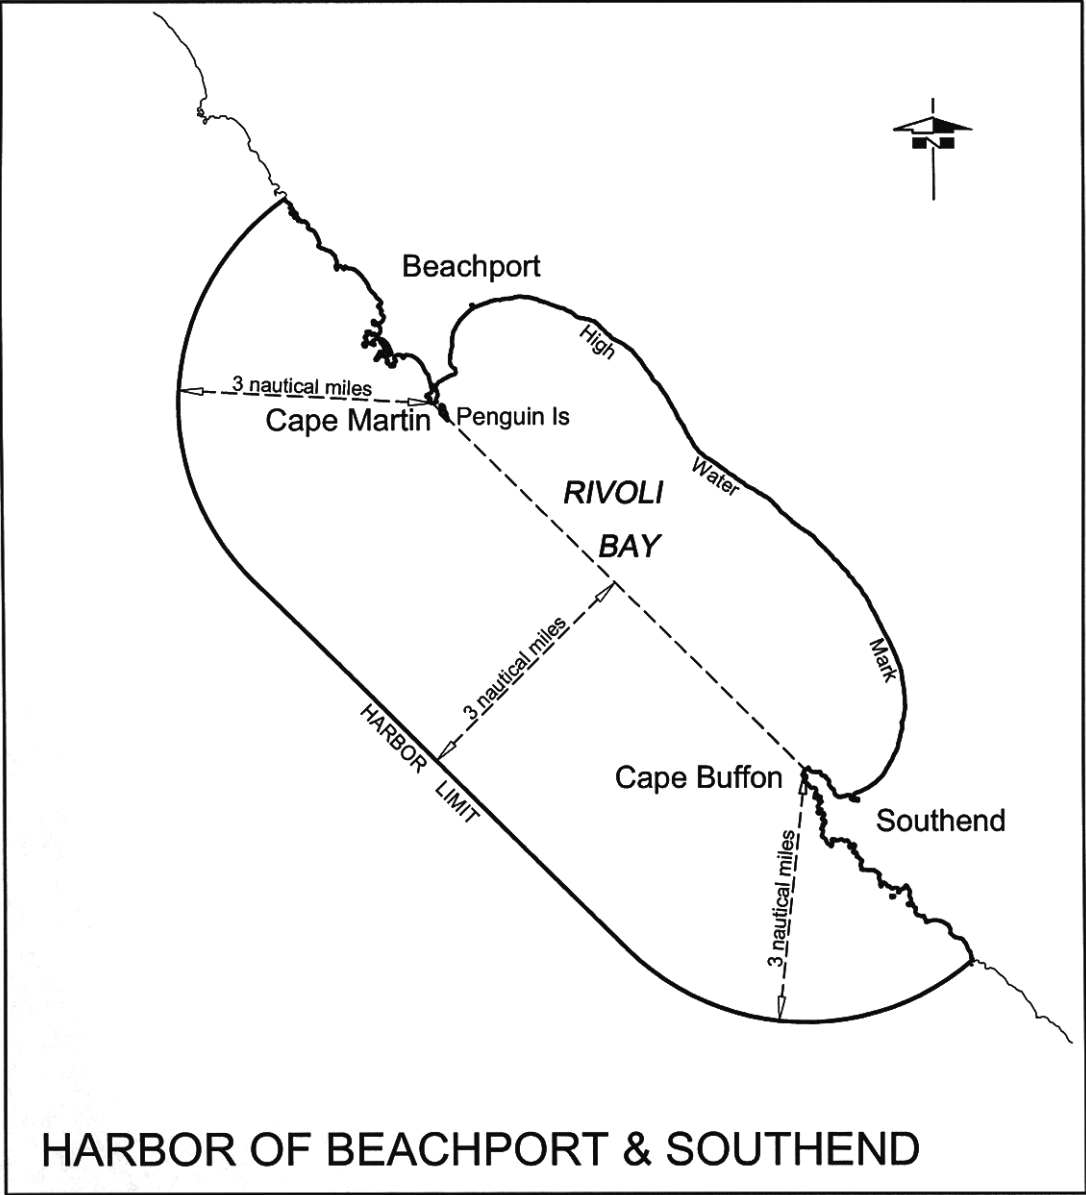 N
Beachport
High
3 nautical miles
Cape Martin
Penguin Is
Water
RIVOLI
BAY
3 nautical miles
Mark
HARBOR
LIMIT
Cape Buffon
Southend
3 nautical miles
HARBOR OF BEACHPORT & SOUTHEND